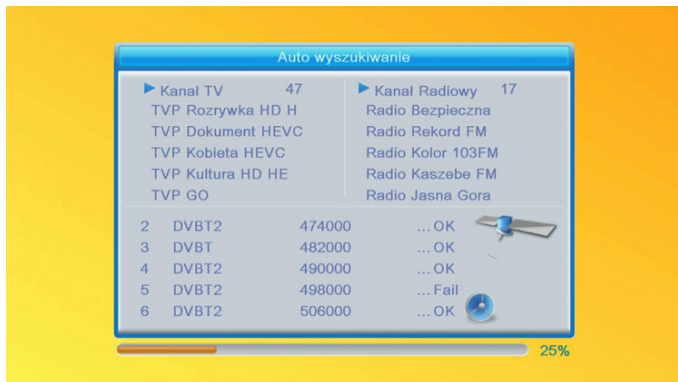 Auto wyszukiwanie
Kanał TV 47
TVP Rozrywka HD H
TVP Dokument HEVC
TVP Kobieta HEVC
TVP Kultura HD HE
TVP GO
Kanał Radiowy 17
Radio Bezpieczna
Radio Rekord FM
Radio Kolor 103FM
Radio Kaszebe FM
Radio Jasna Gora
2 DVBT2 474000 ...OK
3 DVBT 482000 ...OK
4 DVBT2 490000 ...OK
5 DVBT2 498000 ...Fail
6 DVBT2 506000 ...OK
25%